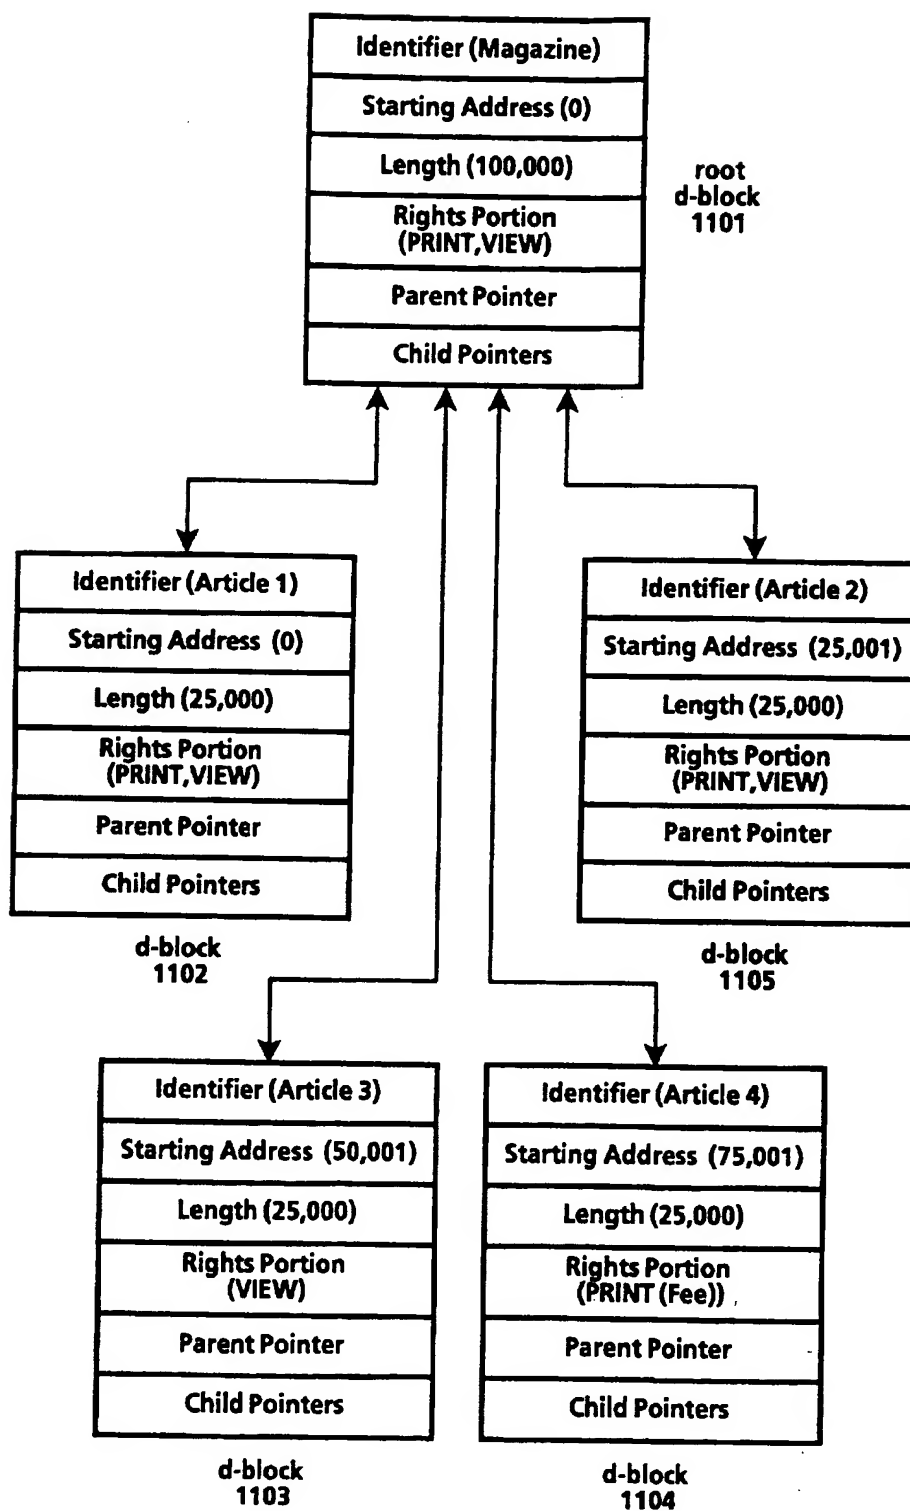 Identifier (Magazine)
Starting Address (0)
Length (100,000)
Rights Portion
(PRINT,VIEW)
Parent Pointer
Child Pointers
root
d-block
1101
Identifier (Article 1)
Starting Address (0)
Length (25,000)
Rights Portion
(PRINT,VIEW)
Parent Pointer
Child Pointers
d-block
1102
Identifier (Article 2)
Starting Address (25,001)
Length (25,000)
Rights Portion
(PRINT,VIEW)
Parent Pointer
Child Pointers
d-block
1105
Identifier (Article 3)
Starting Address (50,001)
Length (25,000)
Rights Portion
(VIEW)
Parent Pointer
Child Pointers
d-block
1103
Identifier (Article 4)
Starting Address (75,001)
Length (25,000)
Rights Portion
(PRINT (Fee))
Parent Pointer
Child Pointers
d-block
1104